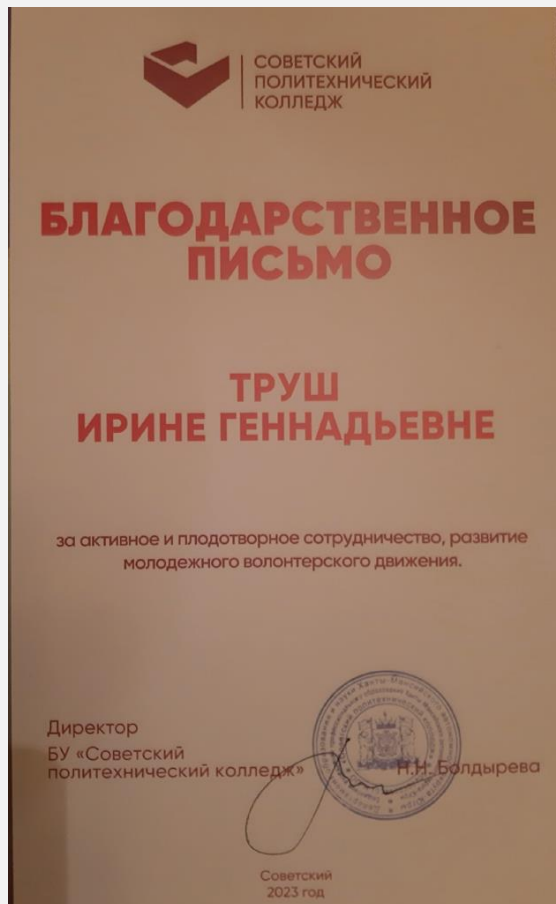 СОВЕТСКИЙ
ПОЛИТЕХНИЧЕСКИЙ
КОЛЛЕДЖ
БЛАГОДАРСТВЕННОЕ
ПИСЬМО
ТРУШ
ИРИНЕ ГЕННАДЬЕВНЕ
за активное и плодотворное сотрудничество, развитие
молодежного волонтерского движения.
Директор
БУ «Советский
политехнический колледж»
Н.Н. Болдырева
Советский
2023 год